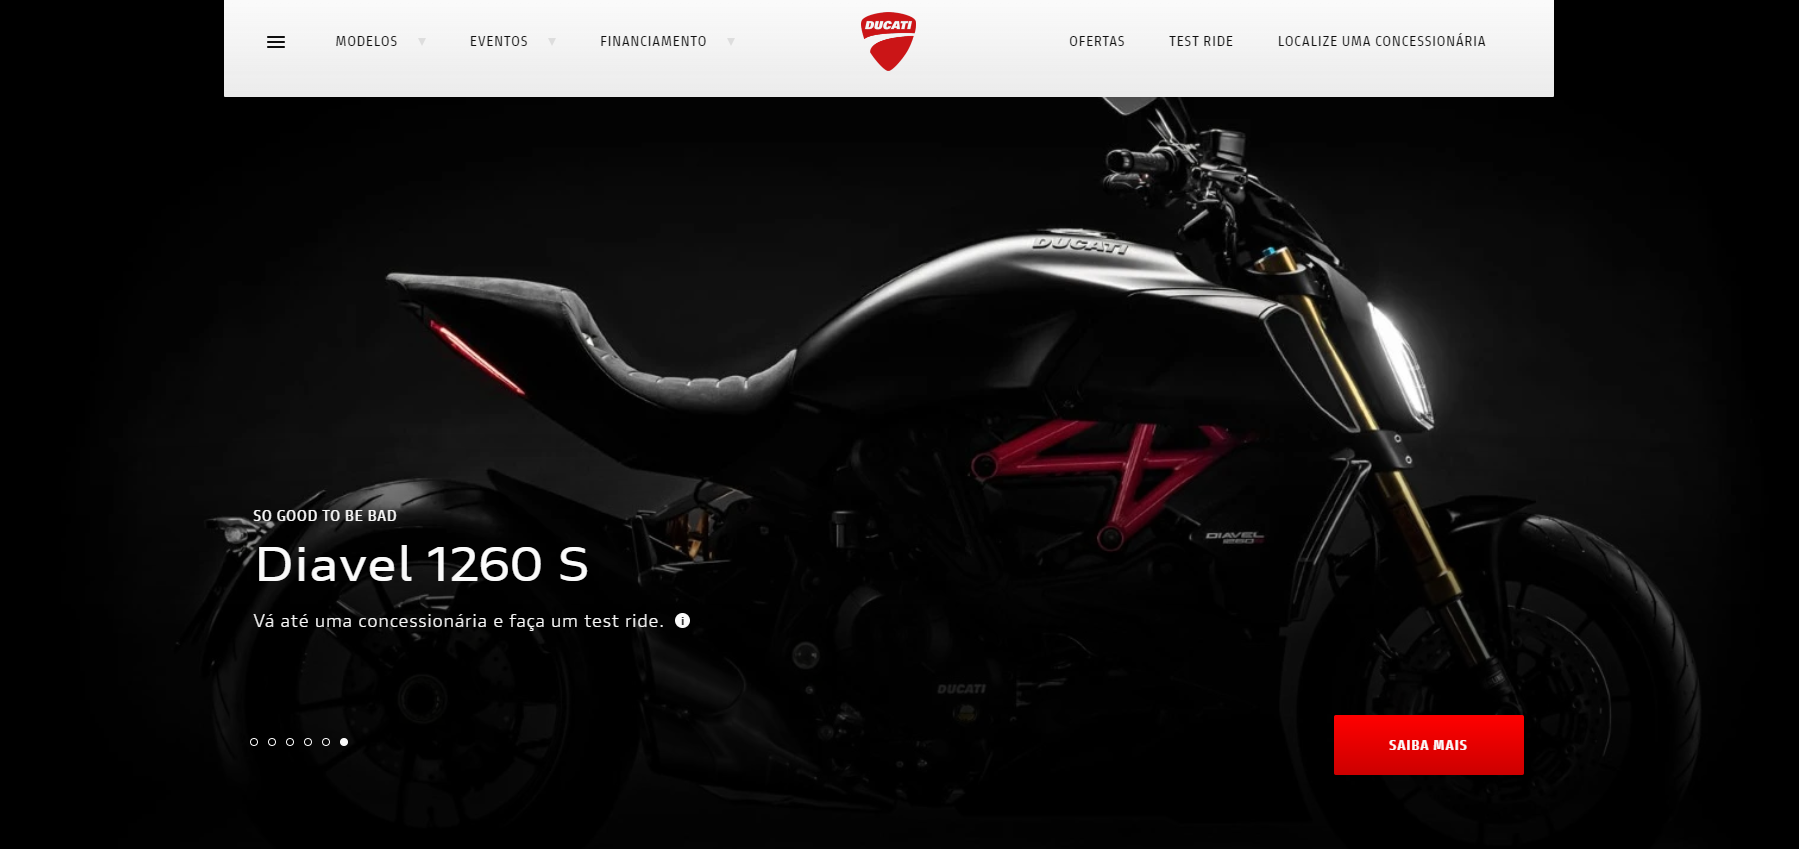 MODELOS
EVENTOS
FINANCIAMENTO
DUCATI
OFERTAS
TEST RIDE
LOCALIZE UMA CONCESSIONÁRIA
DUCATI
SO GOOD TO BE BAD
Diavel 1260 S
Vá até uma concessionária e faça um test ride. i
DIAVEL
1260S
DUCATI
SAIBA MAIS